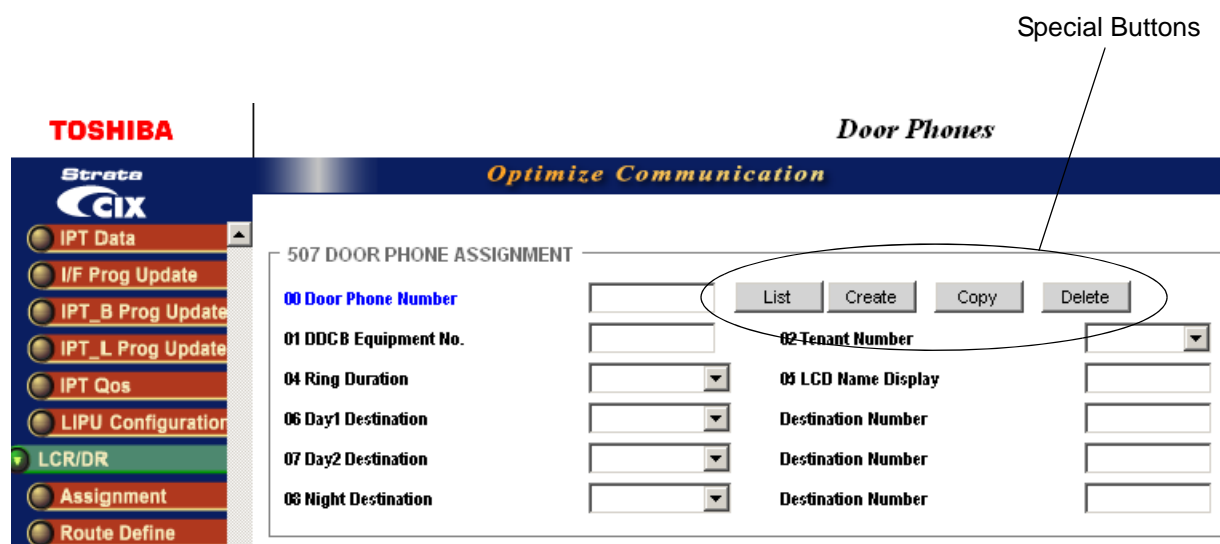 Special Buttons
TOSHIBA
Door Phones
Strata
CIX
Optimize Communication
IPT Data
I/F Prog Update
IPT_B Prog Update
IPT_L Prog Update
IPT Qos
LIPU Configuration
LCR/DR
Assignment
Route Define
507 DOOR PHONE ASSIGNMENT
00 Door Phone Number
List Create Copy Delete
01 DDCB Equipment No.
02 Tenant Number
04 Ring Duration
05 LCD Name Display
06 Day1 Destination
Destination Number
07 Day2 Destination
Destination Number
08 Night Destination
Destination Number